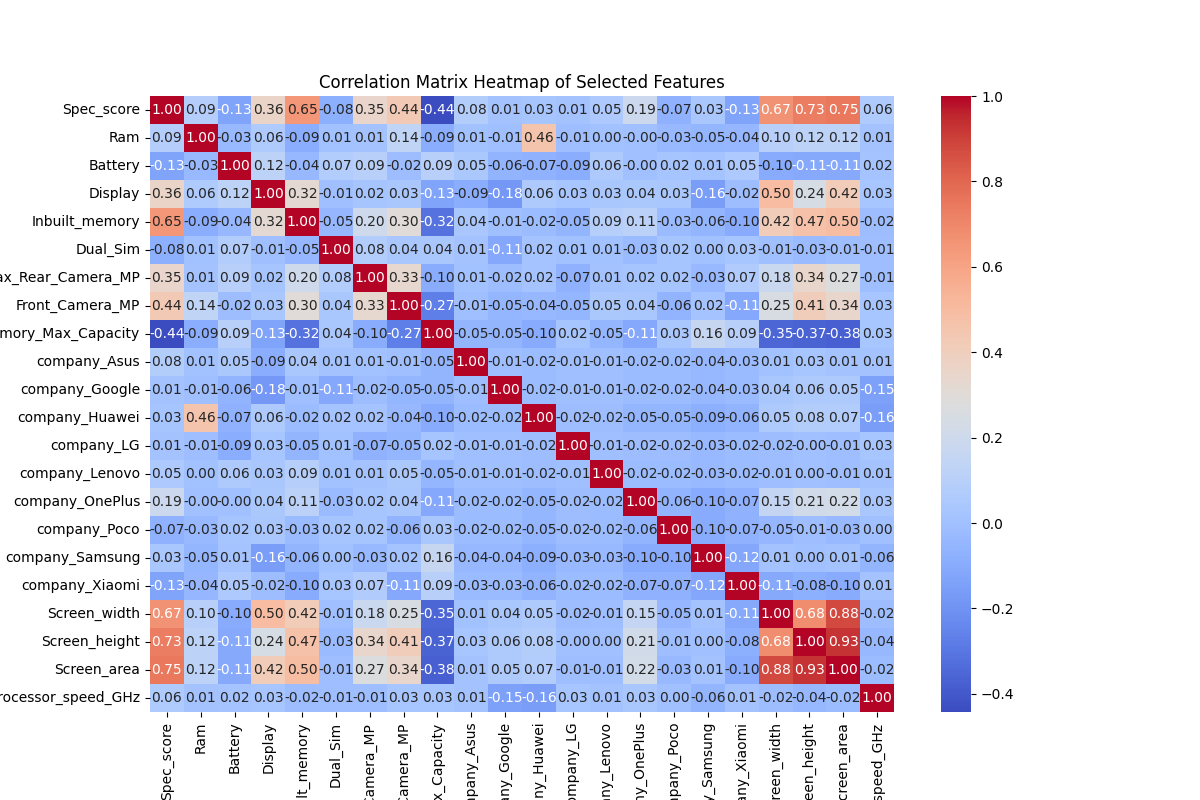 Correlation Matrix Heatmap of Selected Features
Spec_score 1.00 0.09 -0.13 0.36 0.65 -0.08 0.35 0.44 -0.44 0.08 0.01 0.03 0.01 0.05 0.19 -0.07 0.03 -0.13 0.67 0.73 0.75 0.06
Ram 0.09 1.00 -0.03 0.06 -0.09 0.01 0.01 0.14 -0.09 0.01 -0.01 0.46 -0.01 0.00 -0.00 -0.03 -0.05 -0.04 0.10 0.12 0.12 0.01
Battery -0.13 -0.03 1.00 0.12 -0.04 0.07 0.09 -0.02 0.09 0.05 -0.06 -0.07 -0.09 0.06 -0.00 0.02 0.01 0.05 -0.10 -0.11 -0.11 0.02
Display 0.36 0.06 0.12 1.00 0.32 -0.01 0.02 0.03 -0.13 -0.09 -0.18 0.06 0.03 0.03 0.04 0.03 -0.16 -0.02 0.50 0.24 0.42 0.03
Inbuilt_memory 0.65 -0.09 -0.04 0.32 1.00 -0.05 0.20 0.30 -0.32 0.04 -0.01 -0.02 -0.05 0.09 0.11 -0.03 -0.06 -0.10 0.42 0.47 0.50 -0.02
Dual_Sim -0.08 0.01 0.07 -0.01 -0.05 1.00 0.08 0.04 0.04 0.01 -0.11 0.02 0.01 0.01 -0.03 0.02 0.00 0.03 -0.01 -0.03 -0.01 -0.01
ax_Rear_Camera_MP 0.35 0.01 0.09 0.02 0.20 0.08 1.00 0.33 -0.10 0.01 -0.02 0.02 -0.07 0.01 0.02 0.02 -0.03 0.07 0.18 0.34 0.27 -0.01
Front_Camera_MP 0.44 0.14 -0.02 0.03 0.30 0.04 0.33 1.00 -0.27 -0.01 -0.05 -0.04 -0.05 0.05 0.04 -0.06 0.02 -0.11 0.25 0.41 0.34 0.03
mory_Max_Capacity -0.44 -0.09 0.09 -0.13 -0.32 0.04 -0.10 -0.27 1.00 -0.05 -0.05 -0.10 0.02 -0.05 -0.11 0.03 0.16 0.09 -0.35 -0.37 -0.38 0.03
company_Asus 0.08 0.01 0.05 -0.09 0.04 0.01 0.01 -0.01 -0.05 1.00 -0.01 -0.02 -0.01 -0.01 -0.02 -0.02 -0.04 -0.03 0.01 0.03 0.01 0.01
company_Google 0.01 -0.01 -0.06 -0.18 -0.01 -0.11 -0.02 -0.05 -0.05 -0.01 1.00 -0.02 -0.01 -0.01 -0.02 -0.02 -0.04 -0.03 0.04 0.06 0.05 -0.15
company_Huawei 0.03 0.46 -0.07 0.06 -0.02 0.02 0.02 -0.04 -0.10 -0.02 -0.02 1.00 -0.02 -0.02 -0.05 -0.05 -0.09 -0.06 0.05 0.08 0.07 -0.16
company_LG 0.01 -0.01 -0.09 0.03 -0.05 0.01 -0.07 -0.05 0.02 -0.01 -0.01 -0.02 1.00 -0.01 -0.02 -0.02 -0.03 -0.02 -0.02 -0.00 -0.01 0.03
company_Lenovo 0.05 0.00 0.06 0.03 0.09 0.01 0.01 0.05 -0.05 -0.01 -0.01 -0.02 -0.01 1.00 -0.02 -0.02 -0.03 -0.02 -0.01 0.00 -0.01 0.01
company_OnePlus 0.19 -0.00 -0.00 0.04 0.11 -0.03 0.02 0.04 -0.11 -0.02 -0.02 -0.05 -0.02 -0.02 1.00 -0.06 -0.10 -0.07 0.15 0.21 0.22 0.03
company_Poco -0.07 -0.03 0.02 0.03 -0.03 0.02 0.02 -0.06 0.03 -0.02 -0.02 -0.05 -0.02 -0.02 -0.06 1.00 -0.10 -0.07 -0.05 -0.01 -0.03 0.00
company_Samsung 0.03 -0.05 0.01 -0.16 -0.06 0.00 -0.03 0.02 0.16 -0.04 -0.04 -0.09 -0.03 -0.03 -0.10 -0.10 1.00 -0.12 0.01 0.00 0.01 -0.06
company_Xiaomi -0.13 -0.04 0.05 -0.02 -0.10 0.03 0.07 -0.11 0.09 -0.03 -0.03 -0.06 -0.02 -0.02 -0.07 -0.07 -0.12 1.00 -0.11 -0.08 -0.10 0.01
Screen_width 0.67 0.10 -0.10 0.50 0.42 -0.01 0.18 0.25 -0.35 0.01 0.04 0.05 -0.02 -0.01 0.15 -0.05 0.01 -0.11 1.00 0.68 0.88 -0.02
Screen_height 0.73 0.12 -0.11 0.24 0.47 -0.03 0.34 0.41 -0.37 0.03 0.06 0.08 -0.00 0.00 0.21 -0.01 0.00 -0.08 0.68 1.00 0.93 -0.04
Screen_area 0.75 0.12 -0.11 0.42 0.50 -0.01 0.27 0.34 -0.38 0.01 0.05 0.07 -0.01 -0.01 0.22 -0.03 0.01 -0.10 0.88 0.93 1.00 -0.02
rocessor_speed_GHz 0.06 0.01 0.02 0.03 -0.02 -0.01 -0.01 0.03 0.03 0.01 -0.15 -0.16 0.03 0.01 0.03 0.00 -0.06 0.01 -0.02 -0.04 -0.02 1.00
Spec_score
Ram
Battery
Display
lt_memory
Dual_Sim
Camera_MP
Camera_MP
x_Capacity
mpany_Asus
ny_Google
ny_Huawei
ompany_LG
any_Lenovo
ny_OnePlus
mpany_Poco
y_Samsung
any_Xiaomi
reen_width
een_height
creen_area
speed_GHz
1.0
0.8
0.6
0.4
0.2
0.0
−0.2
−0.4